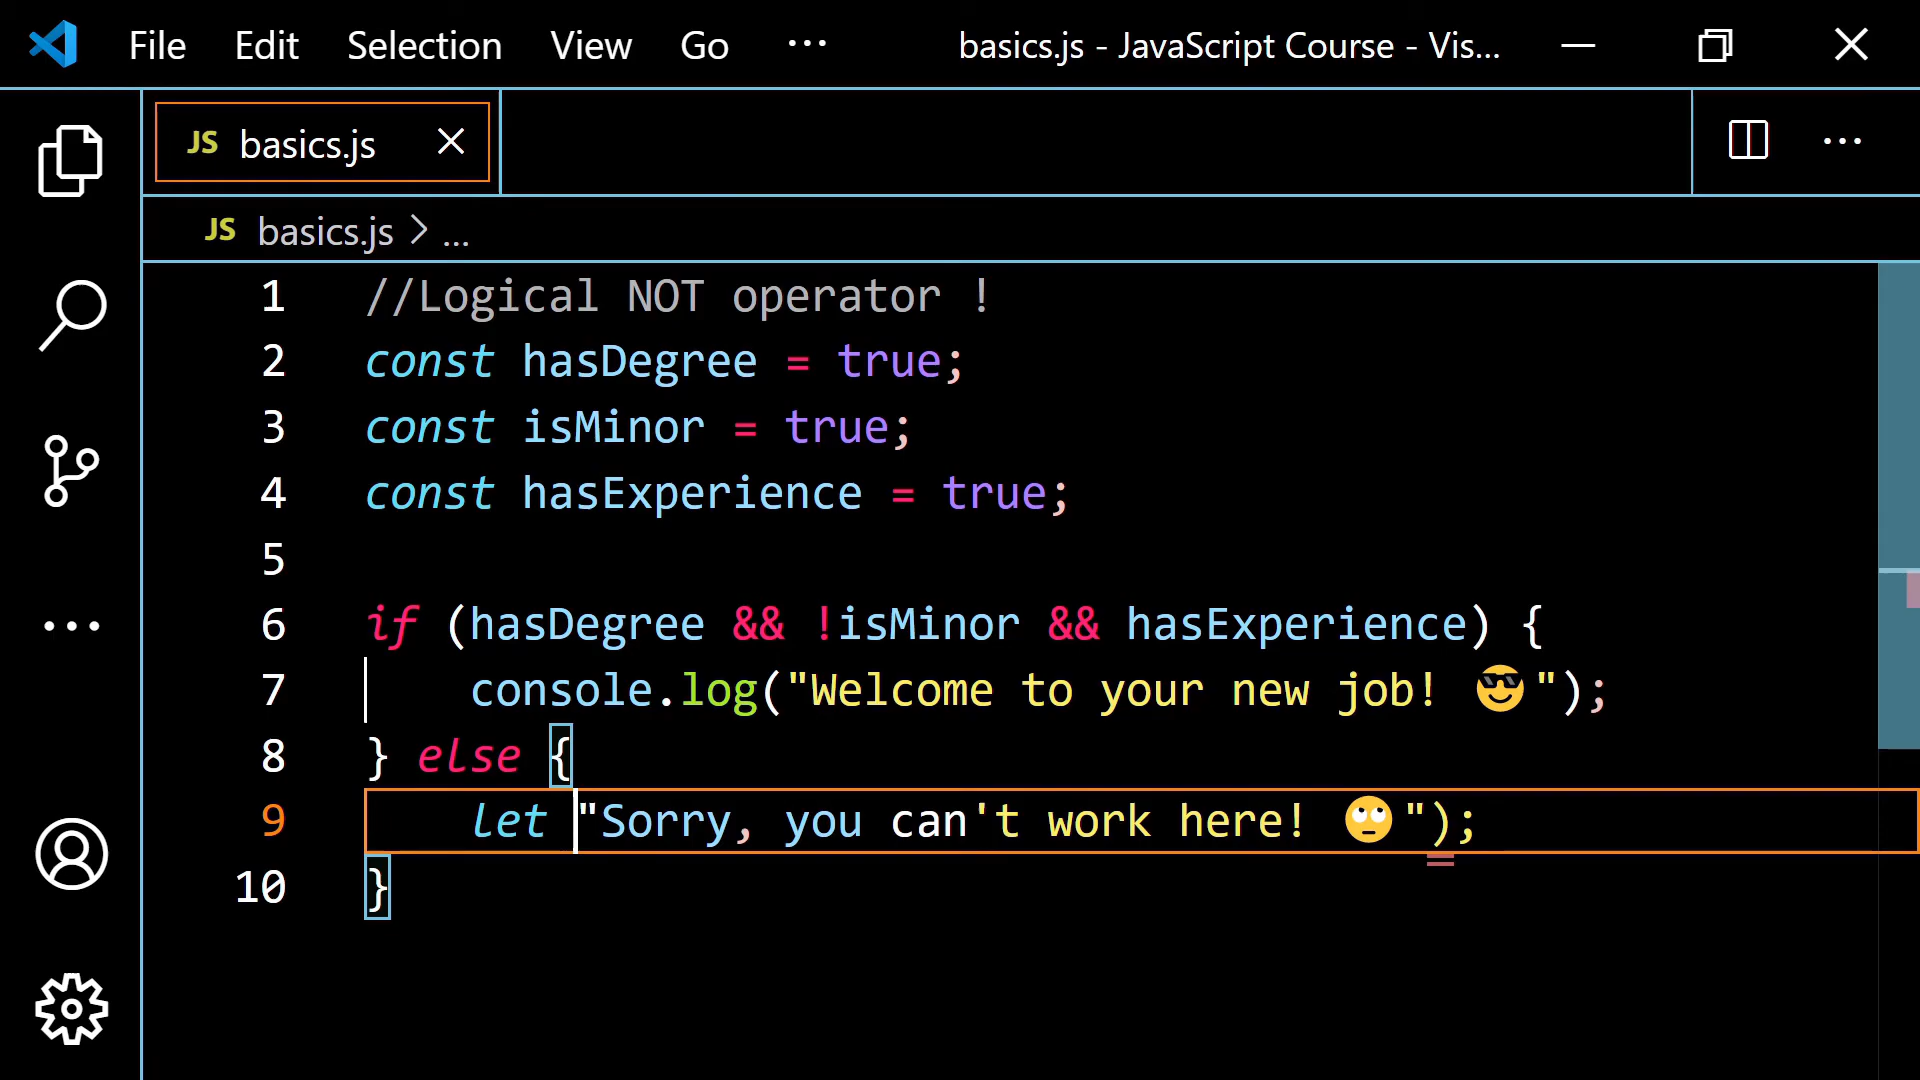 File Edit Selection View Go ... basics.js - JavaScript Course - Vis...
JS basics.js
JS basics.js > ...
1 //Logical NOT operator !
2 const hasDegree = true;
3 const isMinor = true;
4 const hasExperience = true;
5
6 if (hasDegree && !isMinor && hasExperience) {
7 console.log("Welcome to your new job! 😎");
8 } else {
9 let "Sorry, you can't work here! 🙄");
10 }